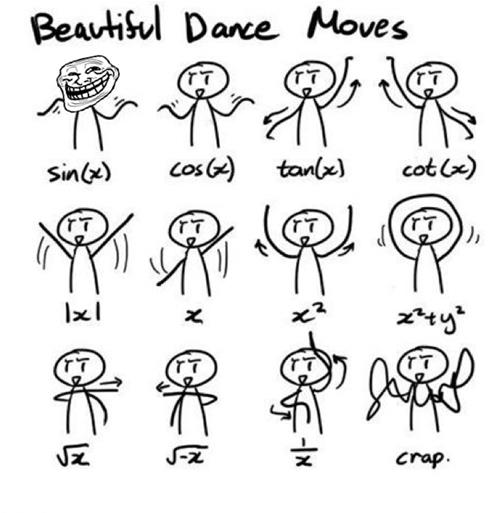 Beautiful Dance Moves
sin(x) cos(x) tan(x) cot(x)
|x| x x² x²+y²
√x √-x 1/x crap.